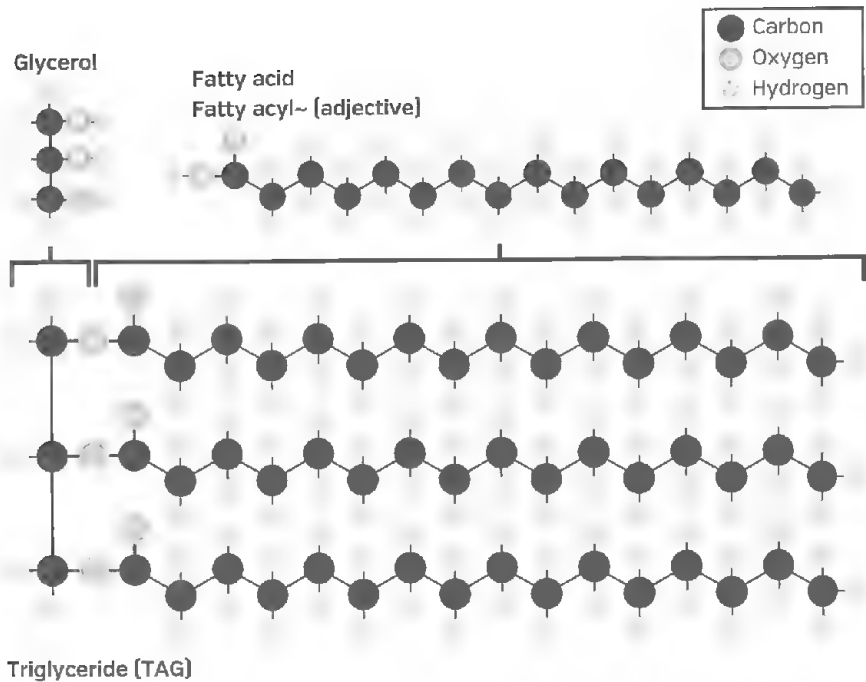 Carbon
Oxygen
Hydrogen
Glycerol
Fatty acid
Fatty acyl~ (adjective)
Triglyceride (TAG)